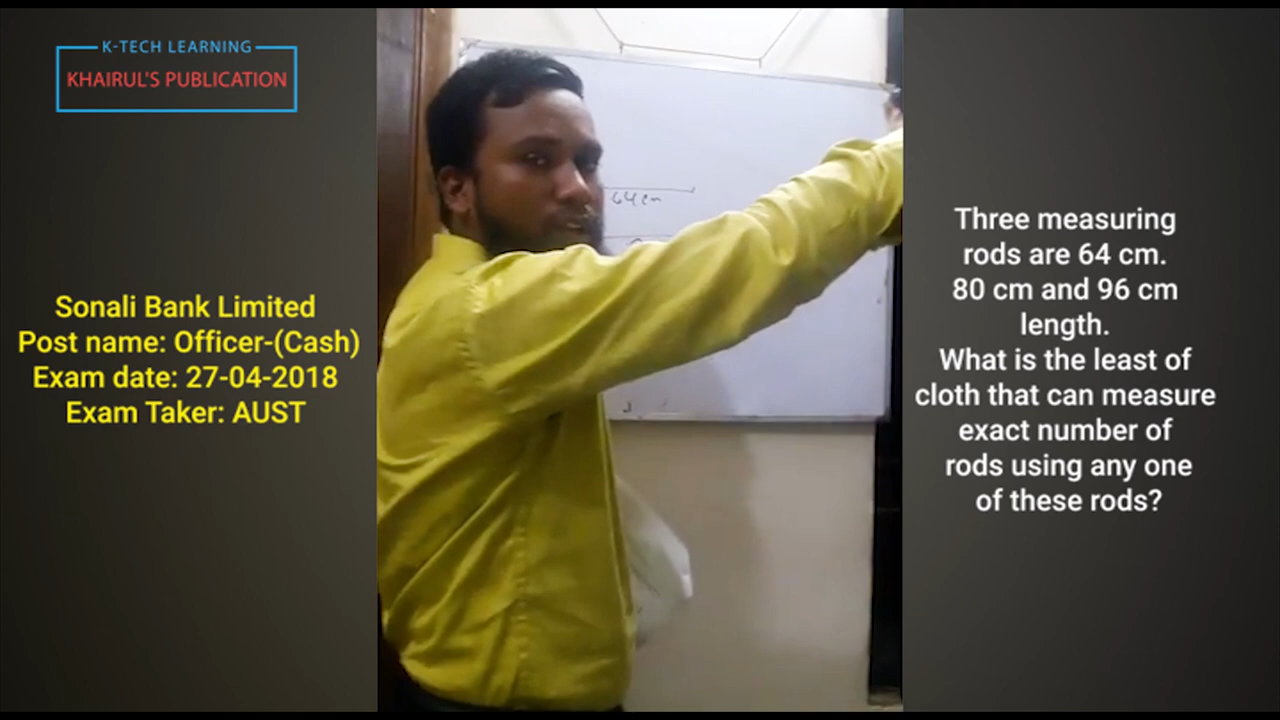 K-TECH LEARNING
KHAIRUL'S PUBLICATION
Sonali Bank Limited
Post name: Officer-(Cash)
Exam date: 27-04-2018
Exam Taker: AUST
64 cm
Three measuring
rods are 64 cm.
80 cm and 96 cm
length.
What is the least of
cloth that can measure
exact number of
rods using any one
of these rods?